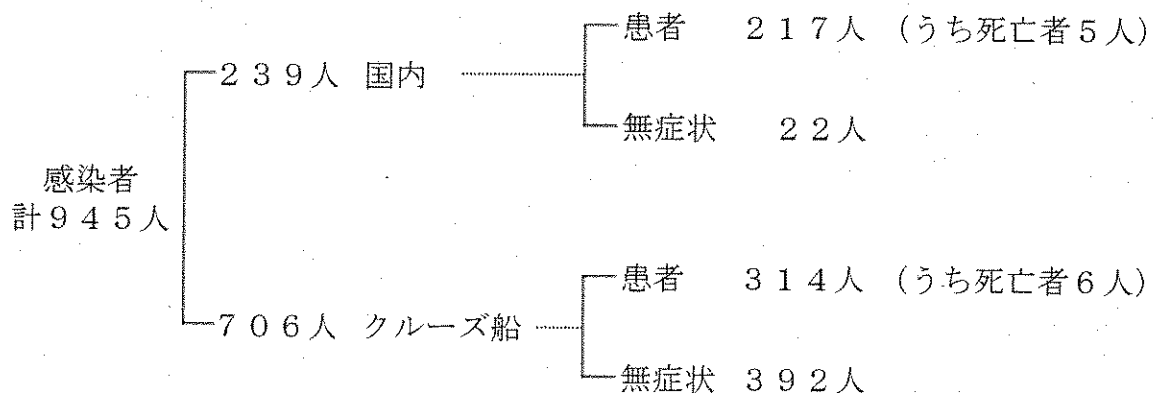 患者 217人 (うち死亡者5人)
239人 国内
無症状 22人
感染者
計945人
患者 314人 (うち死亡者6人)
706人 クルーズ船
無症状 392人